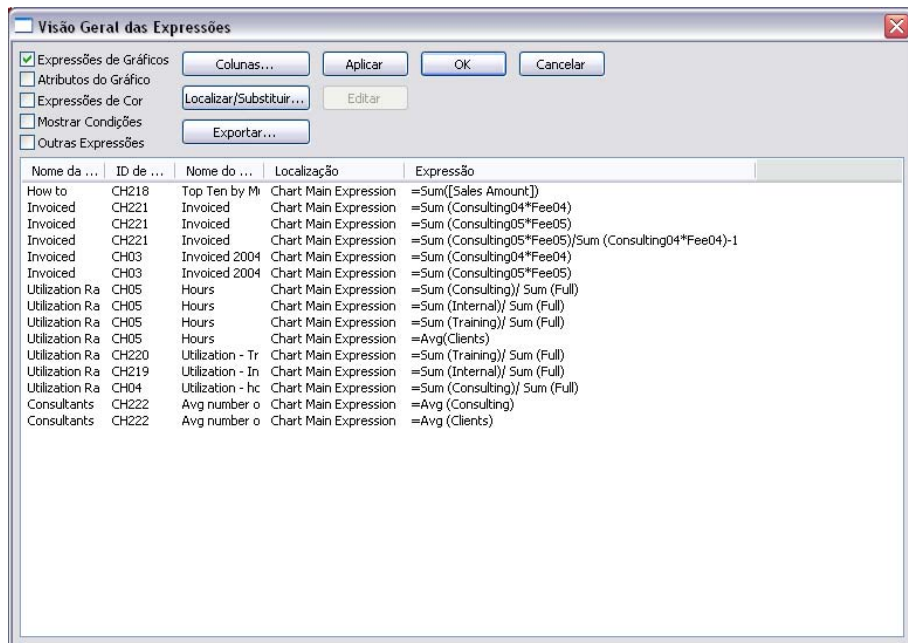 Visão Geral das Expressões
Expressões de Gráficos
Colunas...
Aplicar
OK
Cancelar
Atributos do Gráfico
Expressões de Cor
Localizar/Substituir...
Editar
Mostrar Condições
Exportar...
Outras Expressões
Nome da ... ID de ... Nome do ... Localização Expressão
How to CH218 Top Ten by Mu Chart Main Expression =Sum([Sales Amount])
Invoiced CH221 Invoiced Chart Main Expression =Sum (Consulting04*Fee04)
Invoiced CH221 Invoiced Chart Main Expression =Sum (Consulting05*Fee05)
Invoiced CH221 Invoiced Chart Main Expression =Sum (Consulting05*Fee05)/Sum (Consulting04*Fee04)-1
Invoiced CH03 Invoiced 2004 Chart Main Expression =Sum (Consulting04*Fee04)
Invoiced CH03 Invoiced 2004 Chart Main Expression =Sum (Consulting05*Fee05)
Utilization Ra CH05 Hours Chart Main Expression =Sum (Consulting)/ Sum (Full)
Utilization Ra CH05 Hours Chart Main Expression =Sum (Internal)/ Sum (Full)
Utilization Ra CH05 Hours Chart Main Expression =Sum (Training)/ Sum (Full)
Utilization Ra CH05 Hours Chart Main Expression =Avg(Clients)
Utilization Ra CH220 Utilization - Tr Chart Main Expression =Sum (Training)/ Sum (Full)
Utilization Ra CH219 Utilization - In Chart Main Expression =Sum (Internal)/ Sum (Full)
Utilization Ra CH04 Utilization - hc Chart Main Expression =Sum (Consulting)/ Sum (Full)
Consultants CH222 Avg number o Chart Main Expression =Avg (Consulting)
Consultants CH222 Avg number o Chart Main Expression =Avg (Clients)